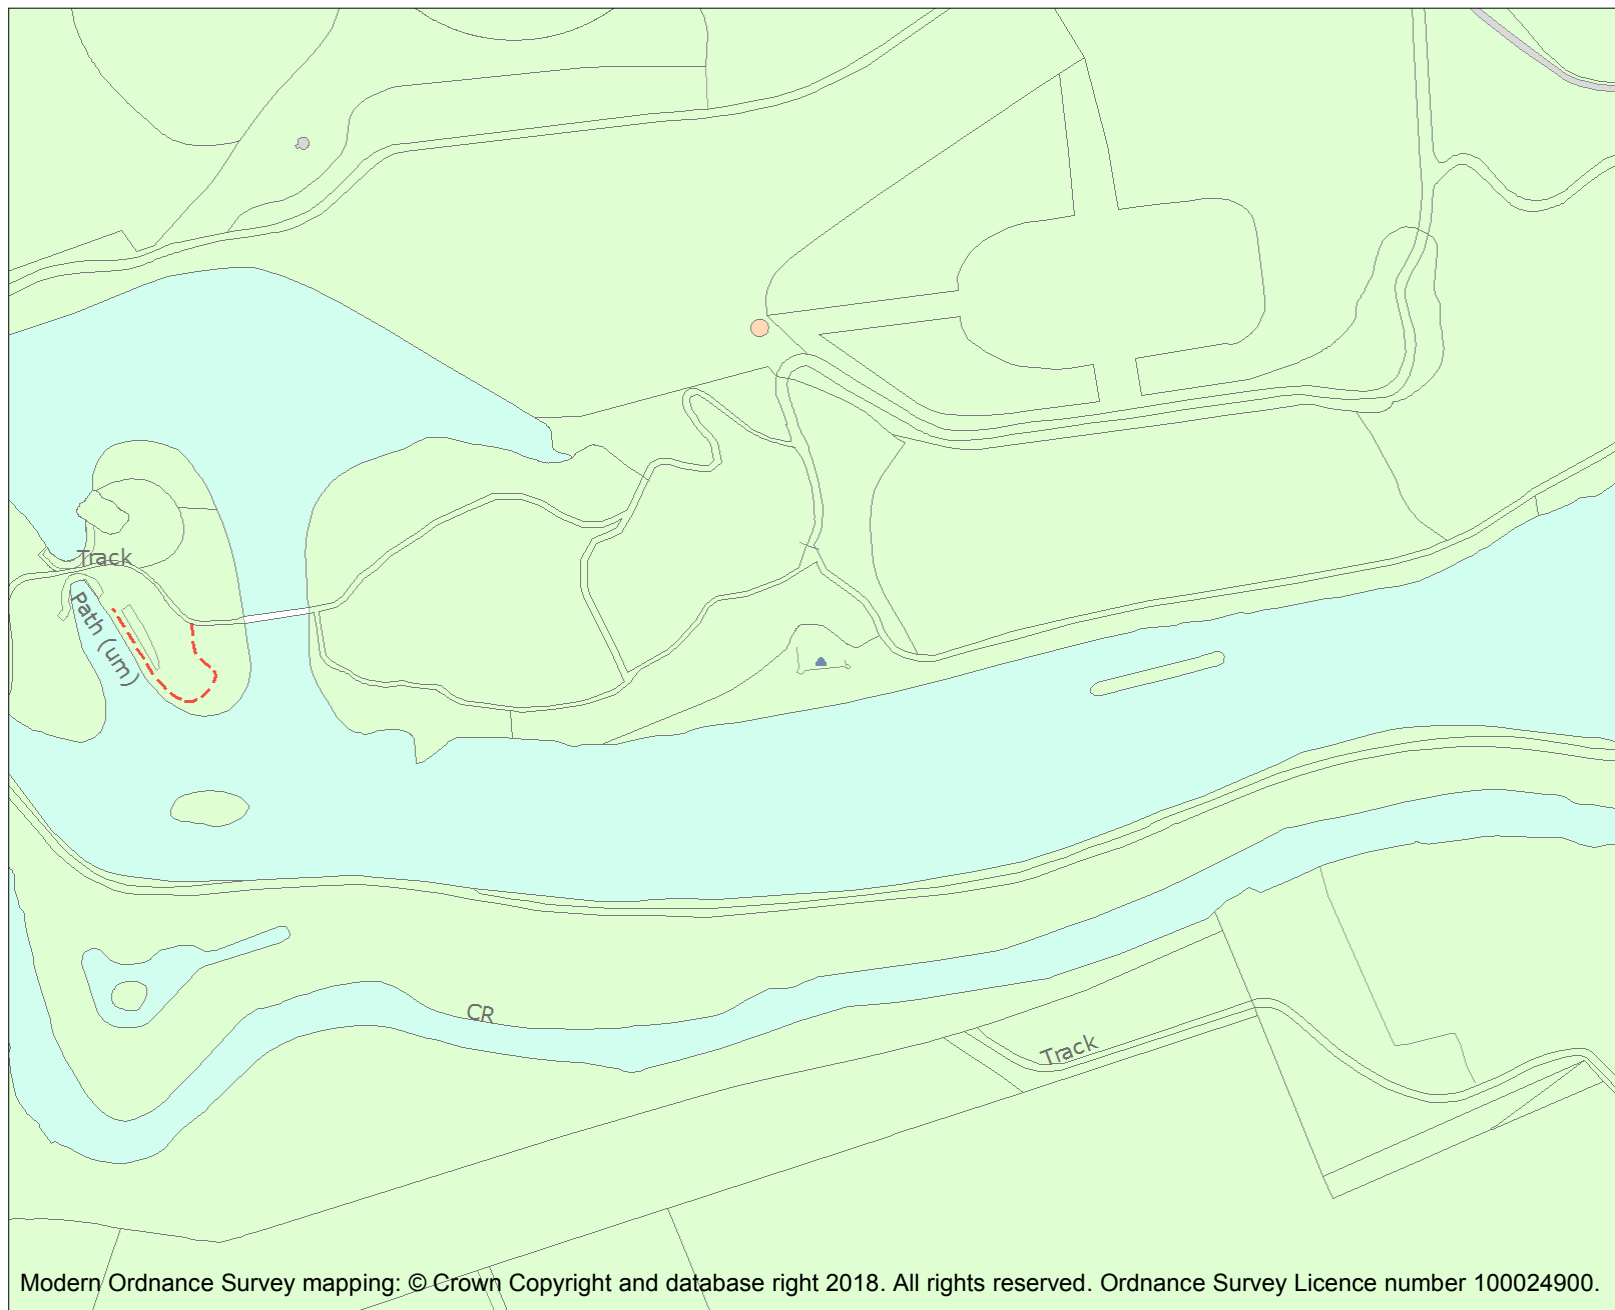 Track
Path (um)
CR
Track
Modern Ordnance Survey mapping: © Crown Copyright and database right 2018. All rights reserved. Ordnance Survey Licence number 100024900.